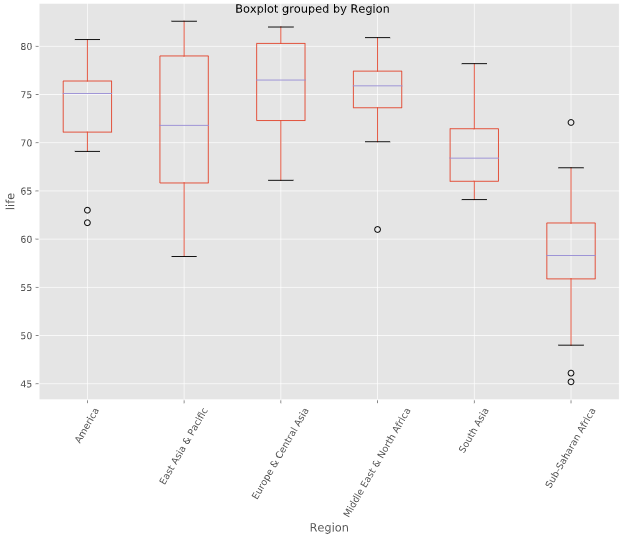 Boxplot grouped by Region
80
75
70
65
60
55
50
45
life
America
East Asia & Pacific
Europe & Central Asia
Middle East & North Africa
South Asia
Sub-Saharan Africa
Region